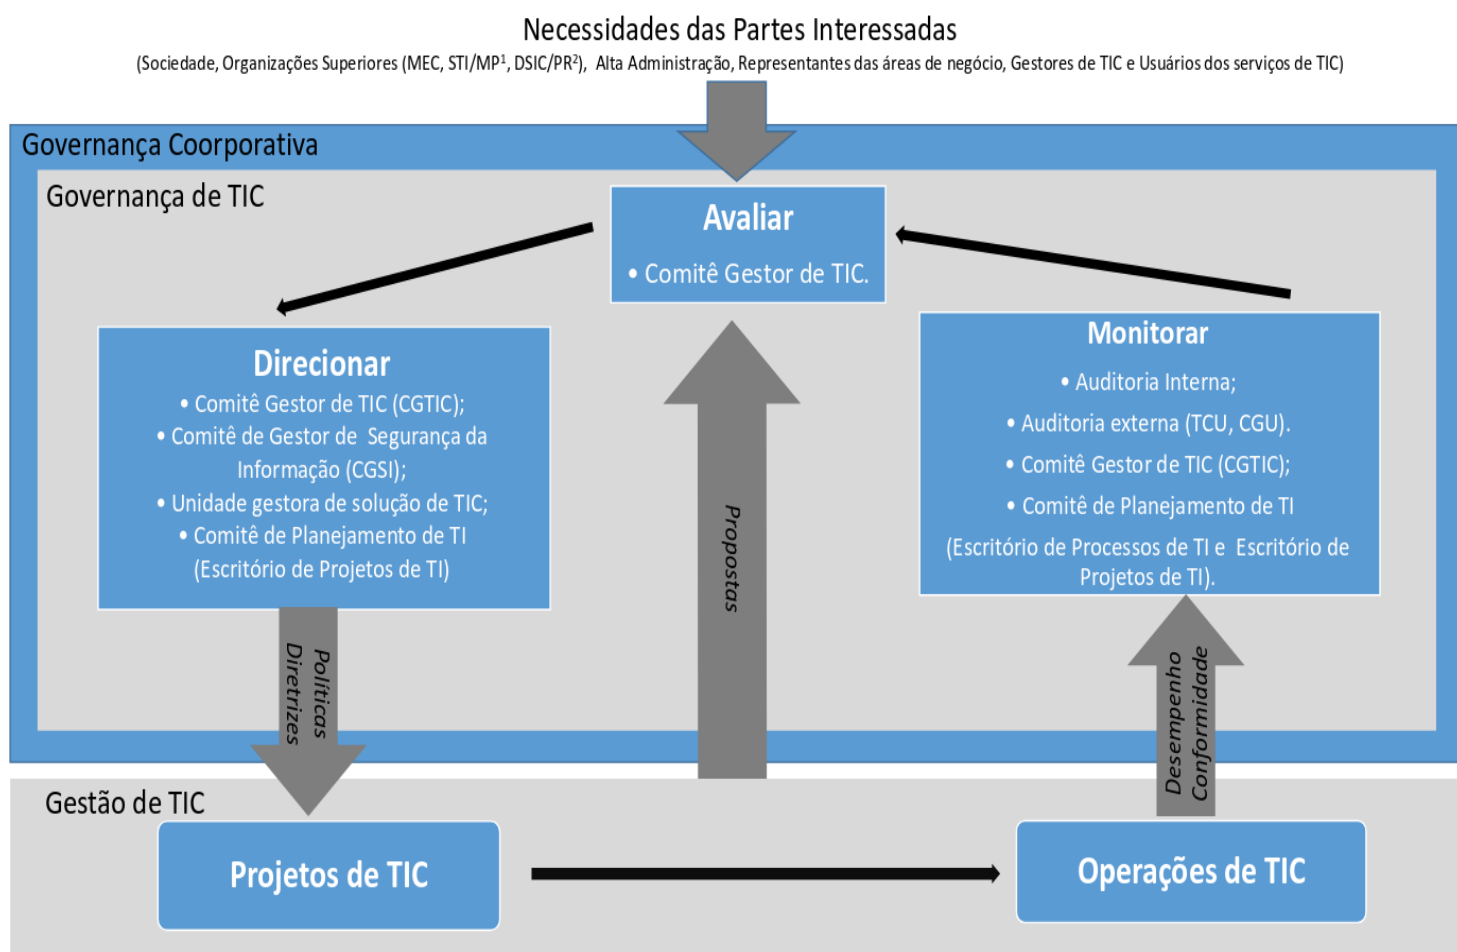 Necessidades das Partes Interessadas
(Sociedade, Organizações Superiores (MEC, STI/MP¹, DSIC/PR²), Alta Administração, Representantes das áreas de negócio, Gestores de TIC e Usuários dos serviços de TIC)
Governança Coorporativa
Governança de TIC
Avaliar
• Comitê Gestor de TIC.
Direcionar
• Comitê Gestor de TIC (CGTIC);
• Comitê de Gestor de Segurança da
Informação (CGSI);
• Unidade gestora de solução de TIC;
• Comitê de Planejamento de TI
(Escritório de Projetos de TI)
Monitorar
• Auditoria Interna;
• Auditoria externa (TCU, CGU).
• Comitê Gestor de TIC (CGTIC);
• Comitê de Planejamento de TI
(Escritório de Processos de TI e Escritório de
Projetos de TI).
Políticas
Diretrizes
Propostas
Desempenho
Conformidade
Gestão de TIC
Projetos de TIC
Operações de TIC